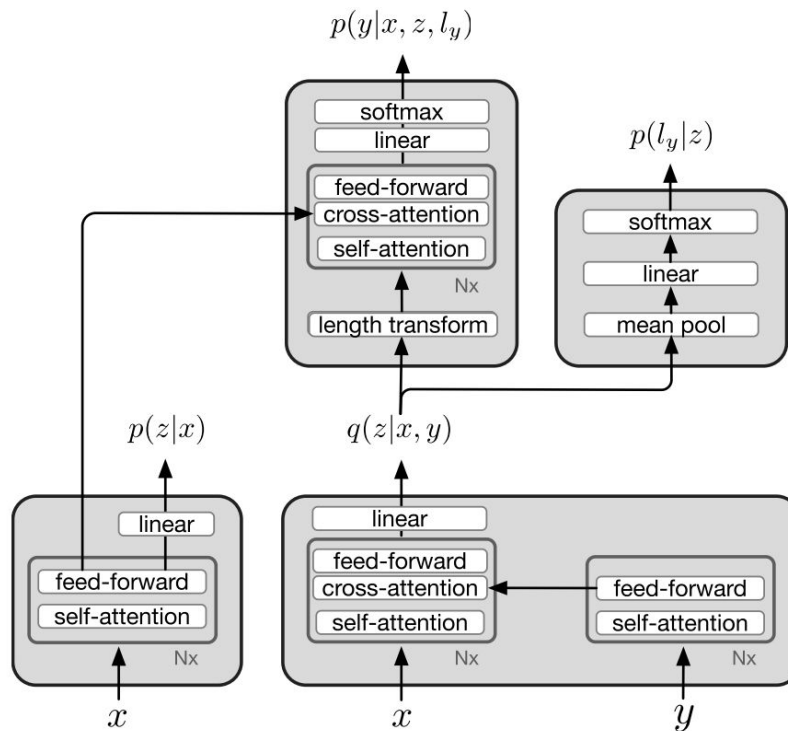 p(y|x, z, l_y)
softmax
linear
feed-forward
cross-attention
self-attention
Nx
length transform
p(l_y|z)
softmax
linear
mean pool
p(z|x)
linear
feed-forward
self-attention
Nx
x
q(z|x, y)
linear
feed-forward
cross-attention
self-attention
Nx
x
feed-forward
self-attention
Nx
y